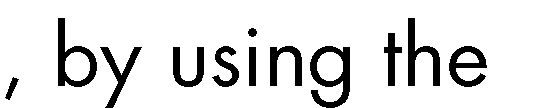 , by using the